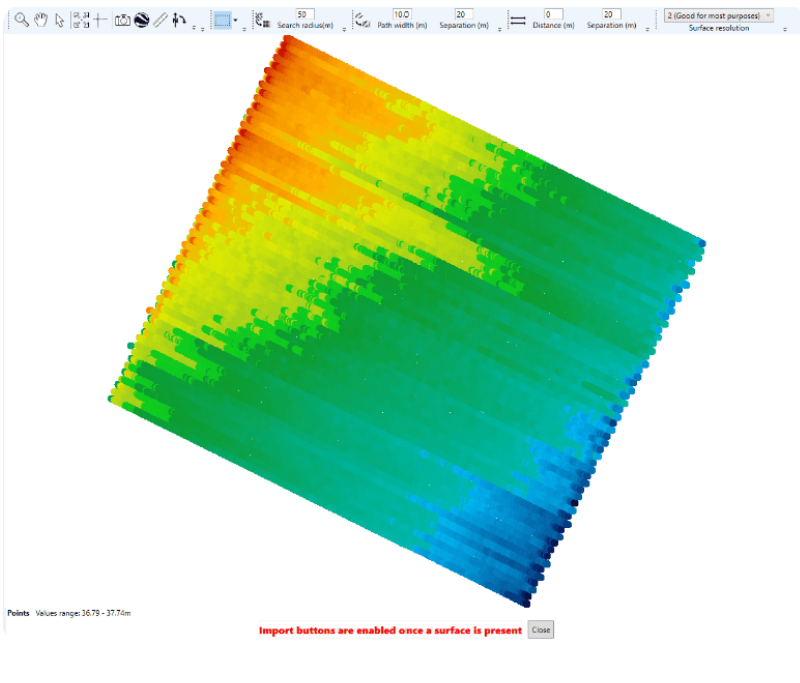 50
Search radius(m)
10.0
Path width (m)
20
Separation (m)
0
Distance (m)
20
Separation (m)
2 (Good for most purposes)
Surface resolution
Points Values range: 36.79 - 37.74m
Import buttons are enabled once a surface is present
Close